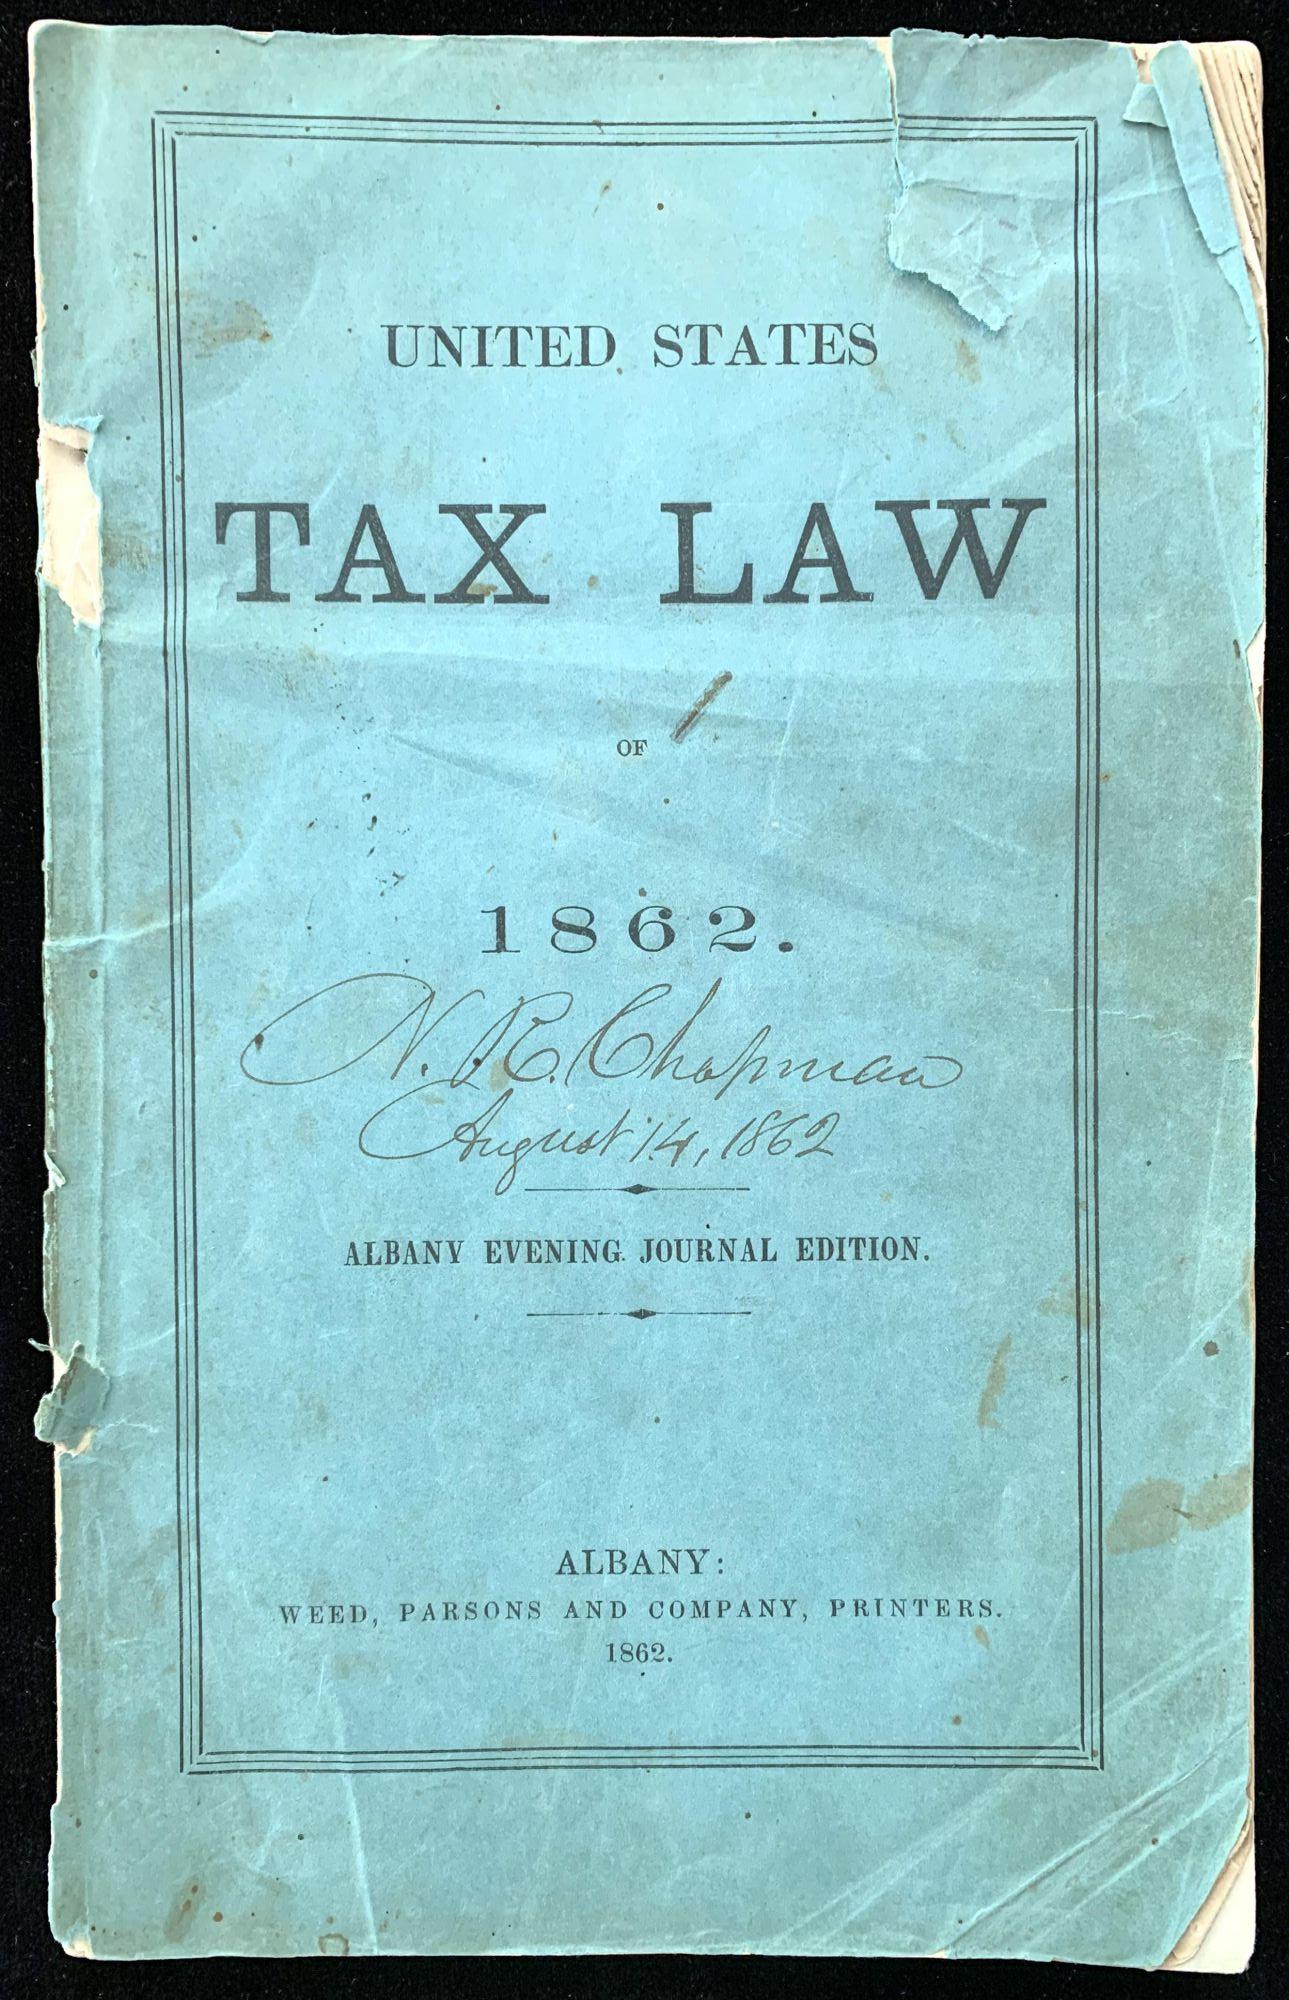 UNITED STATES
TAX LAW
OF
1862.
N. R. Chapman
August 14, 1862
ALBANY EVENING JOURNAL EDITION.
ALBANY:
WEED, PARSONS AND COMPANY, PRINTERS.
1862.